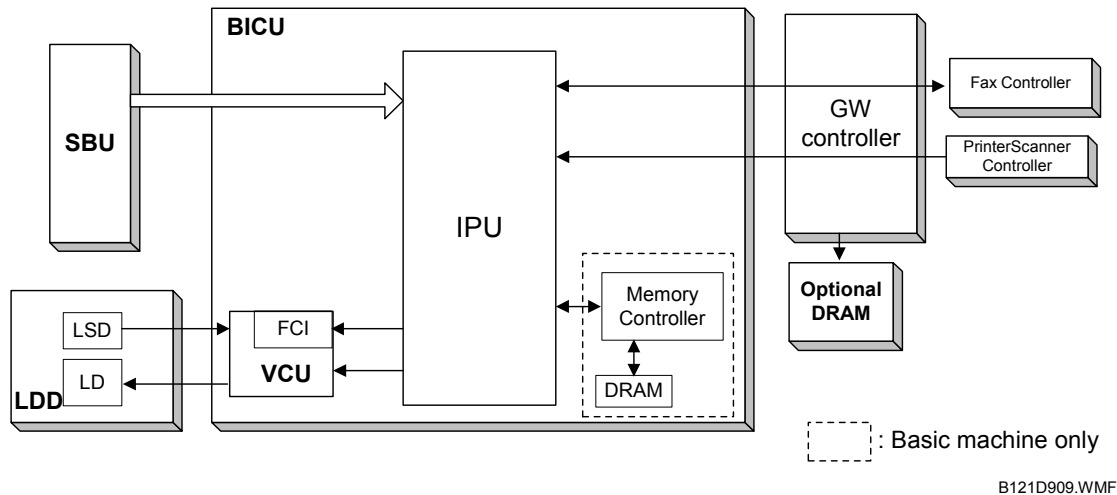 BICU
SBU
IPU
GW
controller
Fax Controller
PrinterScanner
Controller
Optional
DRAM
Memory
Controller
DRAM
LSD
LD
LDD
FCI
VCU
: Basic machine only
B121D909.WMF